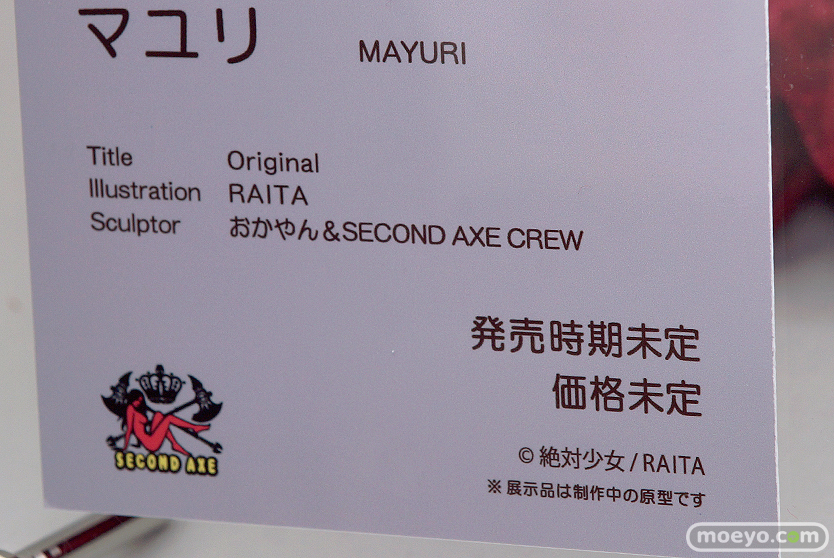 マユリ MAYURI
Title Original
Illustration RAITA
Sculptor おかやん&SECOND AXE CREW
発売時期未定
価格未定
© 絶対少女/RAITA
※展示品は制作中の原型です
SECOND AXE
moeyo.com